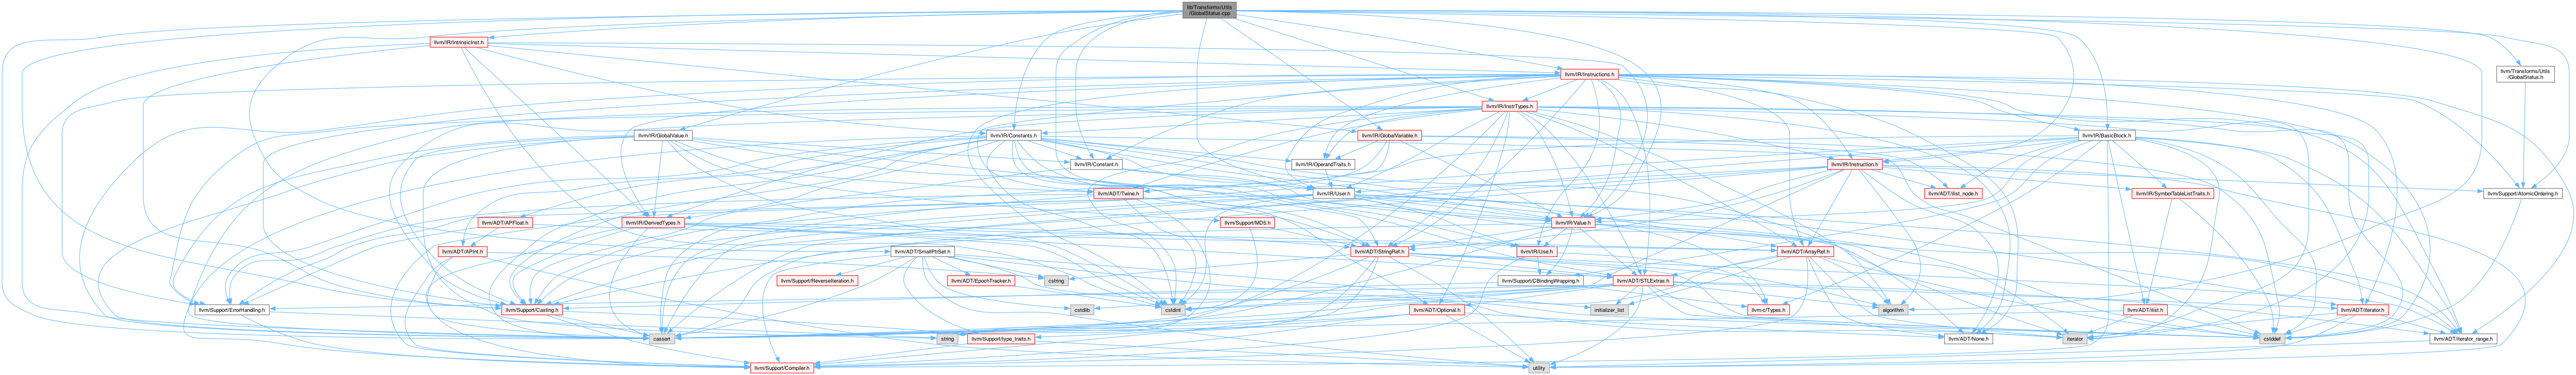 lib/Transforms/Utils
/GlobalStatus.cpp
llvm/IR/IntrinsicInst.h
llvm/IR/Instructions.h
llvm/Transforms/Utils
/GlobalStatus.h
llvm/IR/InstrTypes.h
llvm/IR/GlobalValue.h
llvm/IR/Constants.h
llvm/IR/GlobalVariable.h
llvm/IR/BasicBlock.h
llvm/IR/Constant.h
llvm/IR/OperandTraits.h
llvm/IR/Instruction.h
llvm/ADT/Twine.h
llvm/IR/User.h
llvm/ADT/ilist_node.h
llvm/IR/SymbolTableListTraits.h
llvm/Support/AtomicOrdering.h
llvm/ADT/APFloat.h
llvm/IR/DerivedTypes.h
llvm/Support/MD5.h
llvm/IR/Value.h
llvm/ADT/APInt.h
llvm/ADT/SmallPtrSet.h
llvm/ADT/StringRef.h
llvm/IR/Use.h
llvm/ADT/ArrayRef.h
llvm/Support/ReverseIteration.h
llvm/ADT/EpochTracker.h
cstring
llvm/Support/CBindingWrapping.h
llvm/ADT/STLExtras.h
llvm/Support/ErrorHandling.h
llvm/Support/Casting.h
cstdlib
cstdint
llvm/ADT/Optional.h
initializer_list
llvm-c/Types.h
algorithm
llvm/ADT/ilist.h
llvm/ADT/iterator.h
cassert
string
llvm/Support/type_traits.h
llvm/ADT/None.h
iterator
cstddef
llvm/ADT/iterator_range.h
llvm/Support/Compiler.h
utility